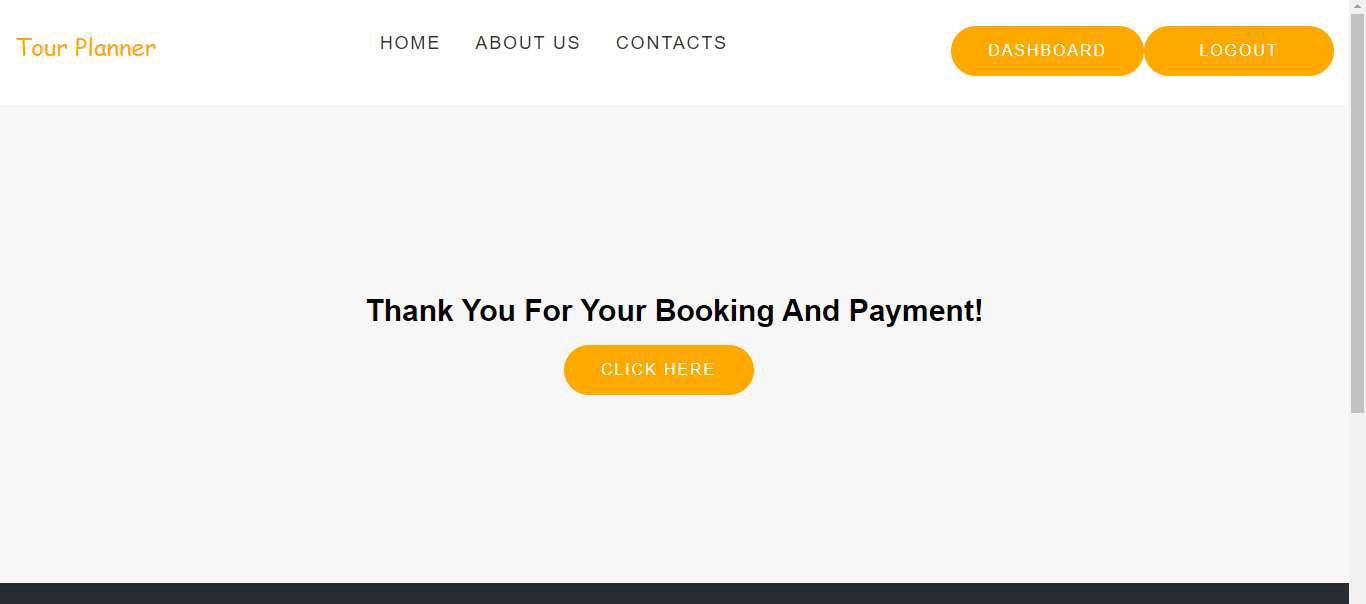 Tour Planner
HOME ABOUT US CONTACTS
DASHBOARD LOGOUT
Thank You For Your Booking And Payment!
CLICK HERE